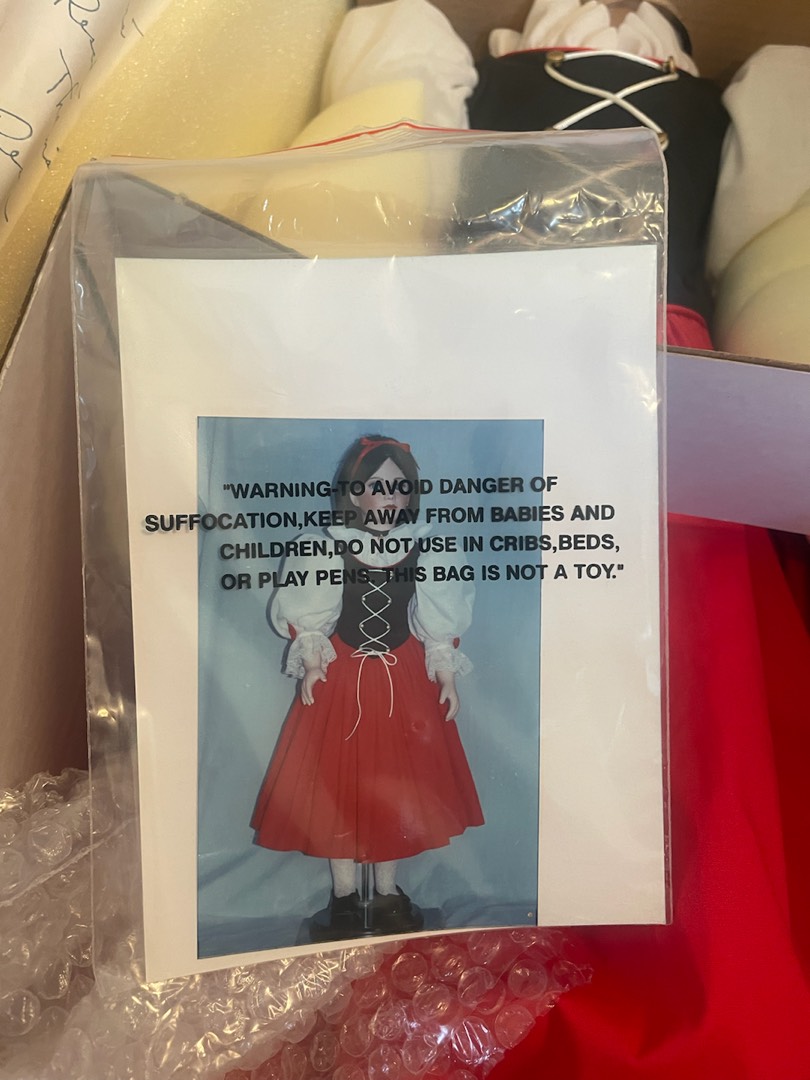 "WARNING-TO AVOID DANGER OF
SUFFOCATION,KEEP AWAY FROM BABIES AND
CHILDREN,DO NOT USE IN CRIBS,BEDS,
OR PLAY PENS. THIS BAG IS NOT A TOY."